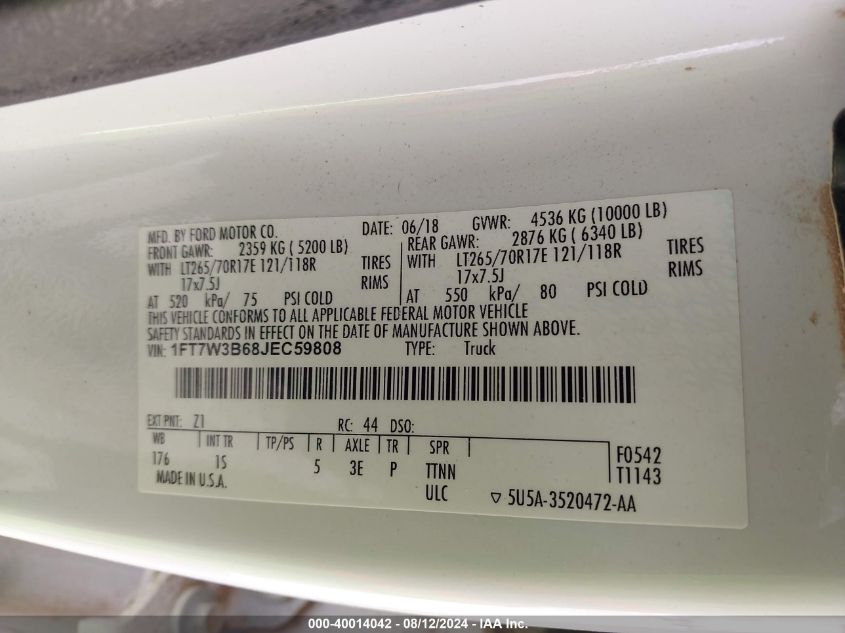 MFD. BY FORD MOTOR CO. DATE: 06/18 GVWR: 4536 KG (10000 LB)
FRONT GAWR: 2359 KG ( 5200 LB) REAR GAWR: 2876 KG ( 6340 LB)
WITH LT265/70R17E 121/118R TIRES WITH LT265/70R17E 121/118R TIRES
17x7.5J RIMS 17x7.5J RIMS
AT 520 kPa/ 75 PSI COLD AT 550 kPa/ 80 PSI COLD
THIS VEHICLE CONFORMS TO ALL APPLICABLE FEDERAL MOTOR VEHICLE
SAFETY STANDARDS IN EFFECT ON THE DATE OF MANUFACTURE SHOWN ABOVE.
VIN: 1FT7W3B68JEC59808 TYPE: Truck
EXT PNT: Z1 RC: 44 DSO:
WB INT TR TP/PS R AXLE TR SPR F0542
176 1S 5 3E P TTNN T1143
MADE IN U.S.A. ULC ▽ 5U5A-3520472-AA
000-40014042 - 08/12/2024 - IAA Inc.